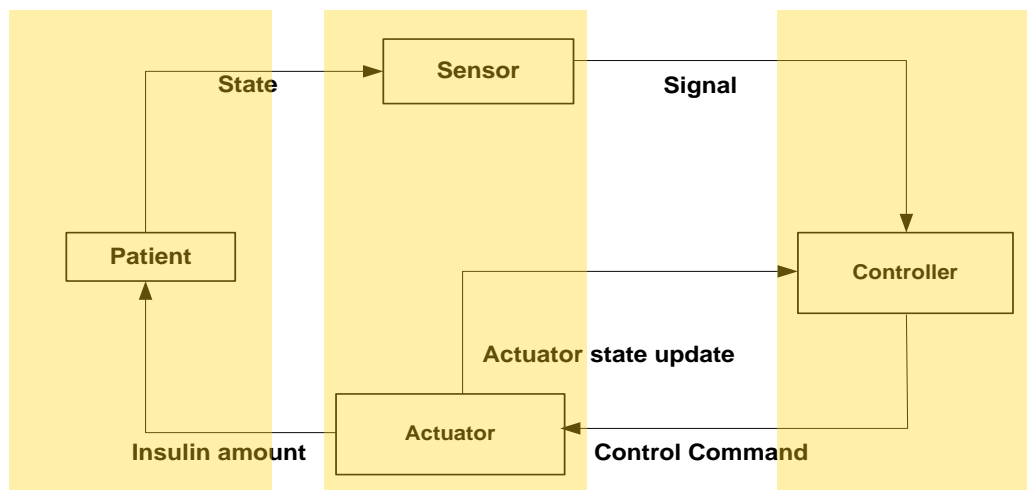 Sensor
State
Signal
Patient
Controller
Actuator state update
Actuator
Insulin amount
Control Command